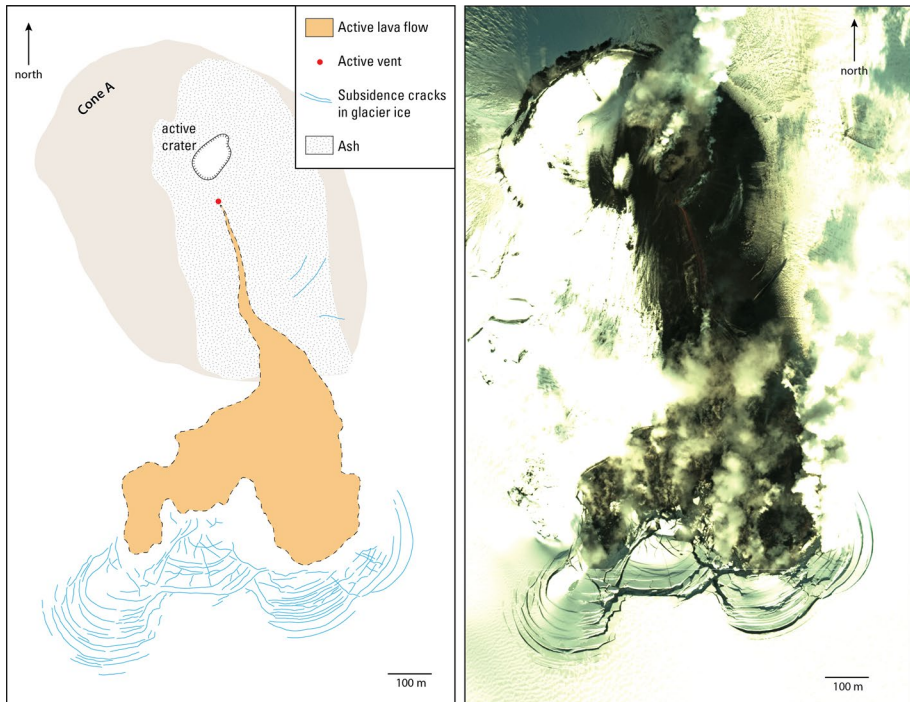 north
Cone A
active
crater
Active lava flow
Active vent
Subsidence cracks
in glacier ice
Ash
100 m
north
100 m